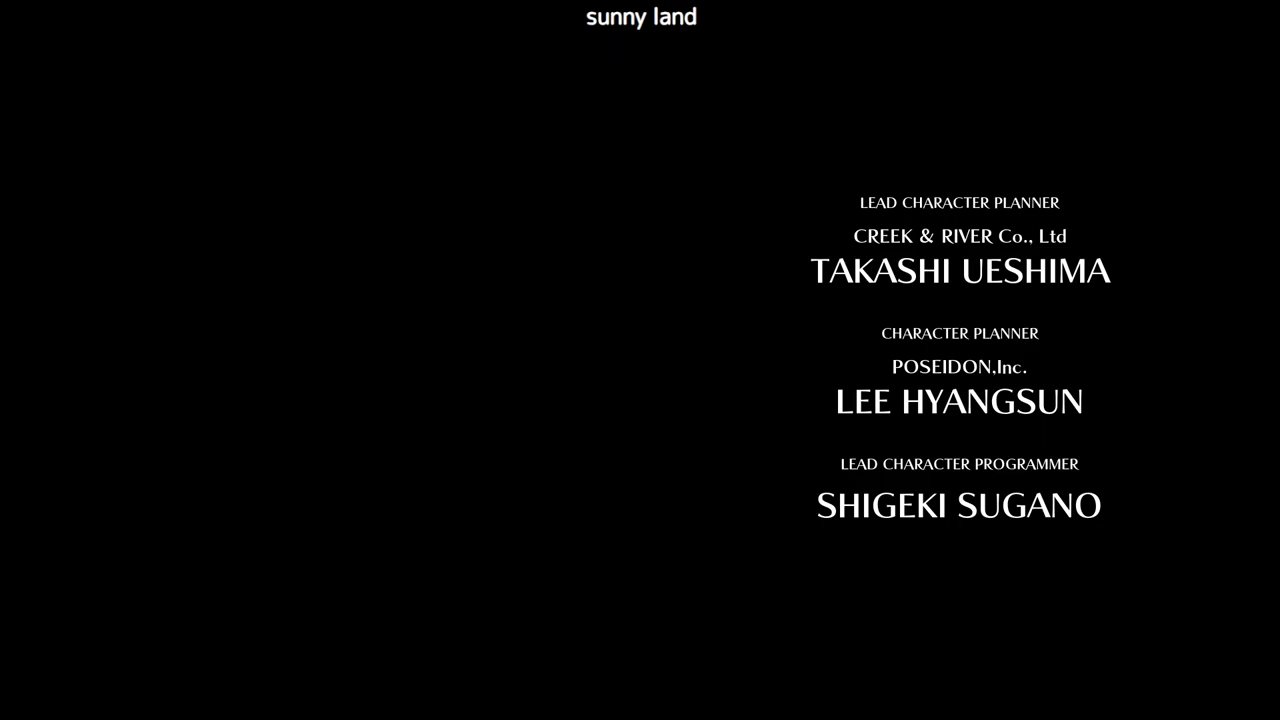 sunny land
LEAD CHARACTER PLANNER
CREEK & RIVER Co., Ltd
TAKASHI UESHIMA
CHARACTER PLANNER
POSEIDON,Inc.
LEE HYANGSUN
LEAD CHARACTER PROGRAMMER
SHIGEKI SUGANO